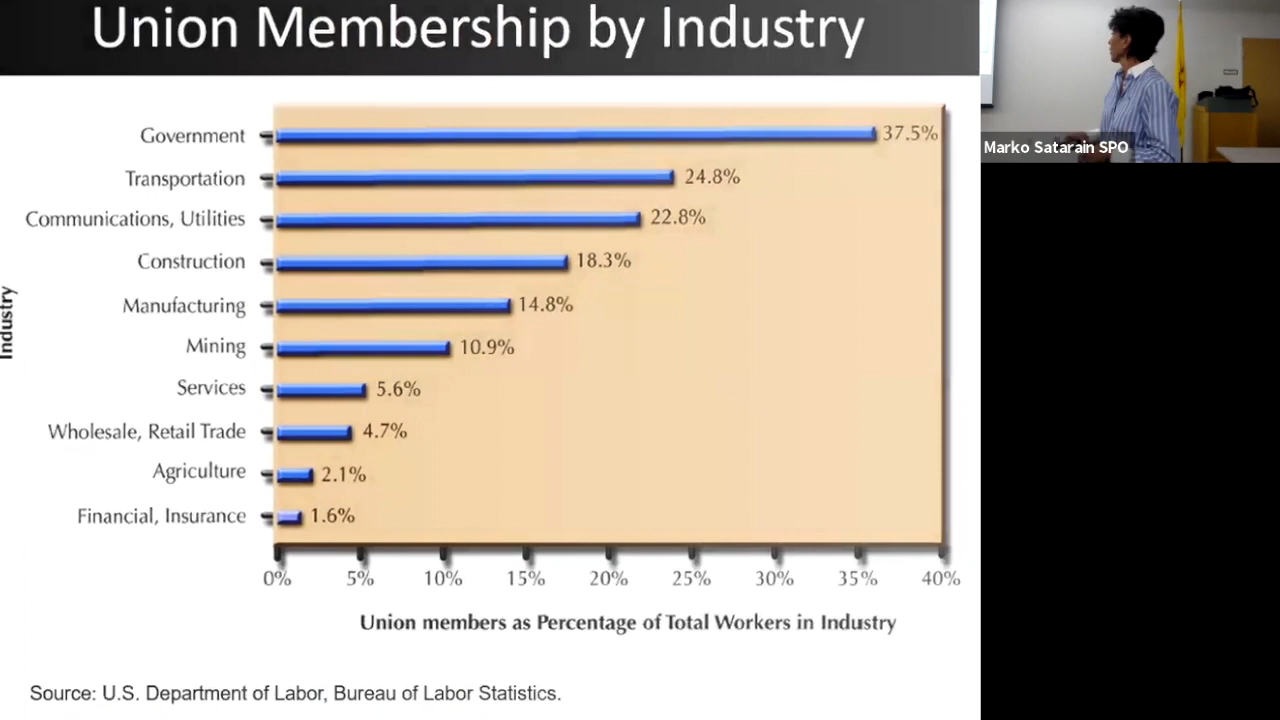 Union Membership by Industry
Marko Satarain SPO
Industry
Government 37.5%
Transportation 24.8%
Communications, Utilities 22.8%
Construction 18.3%
Manufacturing 14.8%
Mining 10.9%
Services 5.6%
Wholesale, Retail Trade 4.7%
Agriculture 2.1%
Financial, Insurance 1.6%
0% 5% 10% 15% 20% 25% 30% 35% 40%
Union members as Percentage of Total Workers in Industry
Source: U.S. Department of Labor, Bureau of Labor Statistics.